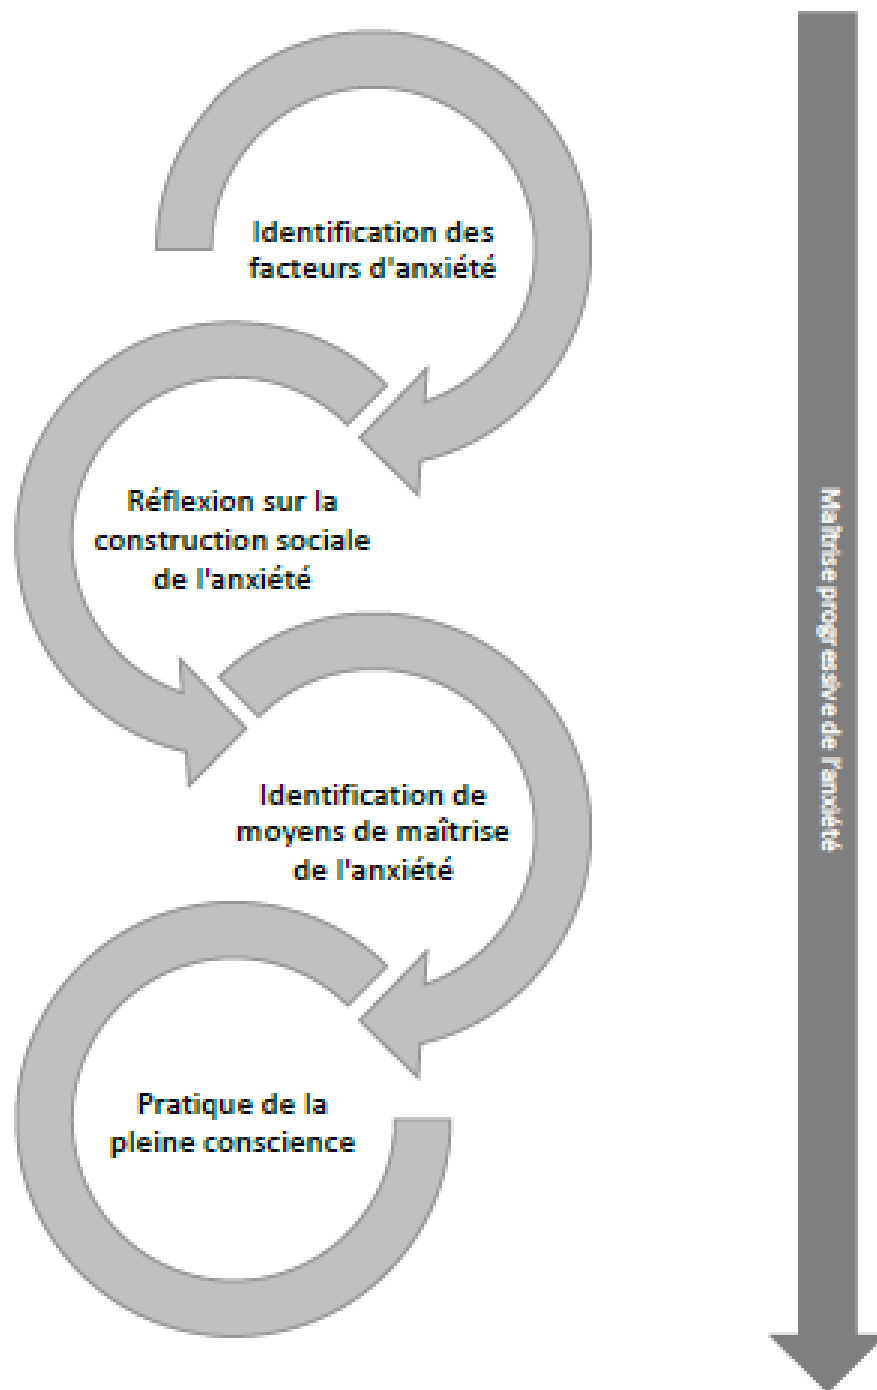 Identification des
facteurs d'anxiété
Réflexion sur la
construction sociale
de l'anxiété
Identification de
moyens de maîtrise
de l'anxiété
Pratique de la
pleine conscience
Maîtrise progressive de l'anxiété